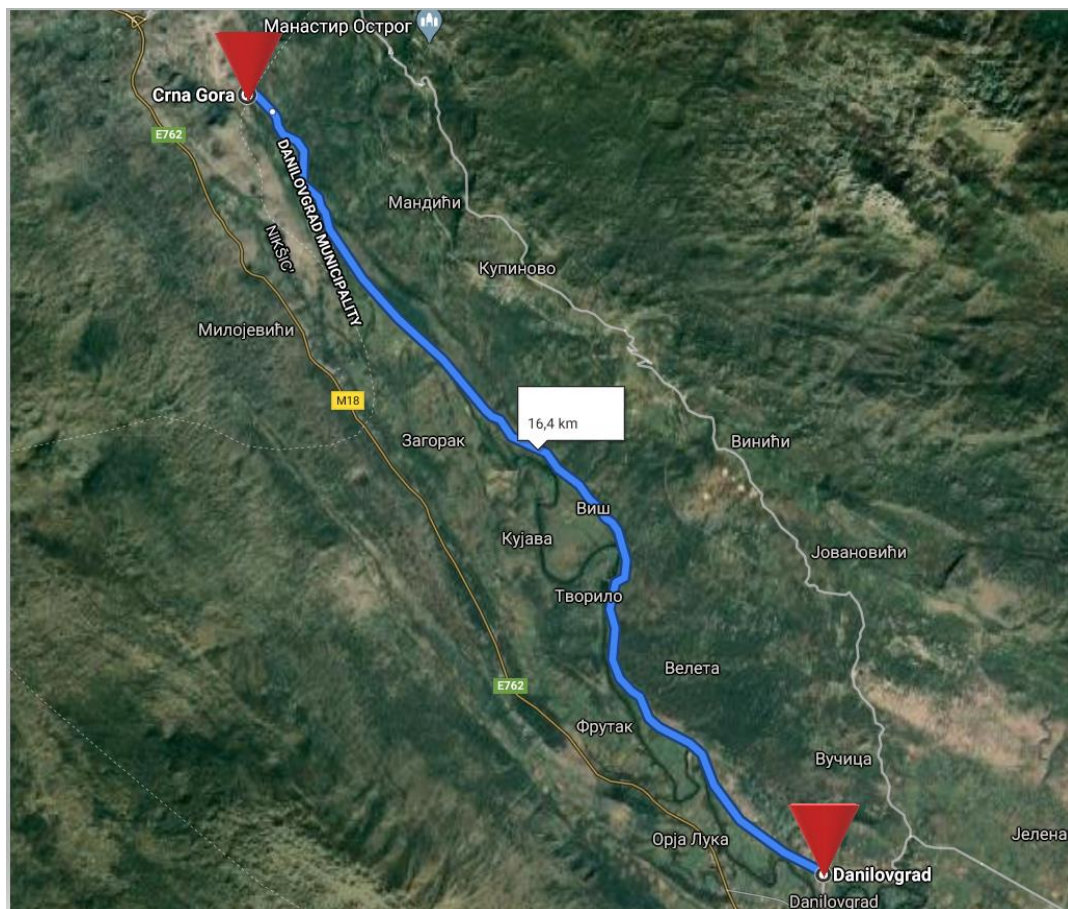 Манастир Острог
Crna Gora
E762
DANILOVGRAD MUNICIPALITY
NIKŠIC'
Мандићи
Купиново
Милојевићи
M18
16,4 km
Загорак
Винићи
Виш
Кујава
Јовановићи
Творило
Велета
E762
Фрутак
Вучица
Орја Лука
Јелена
Danilovgrad
Danilovgrad